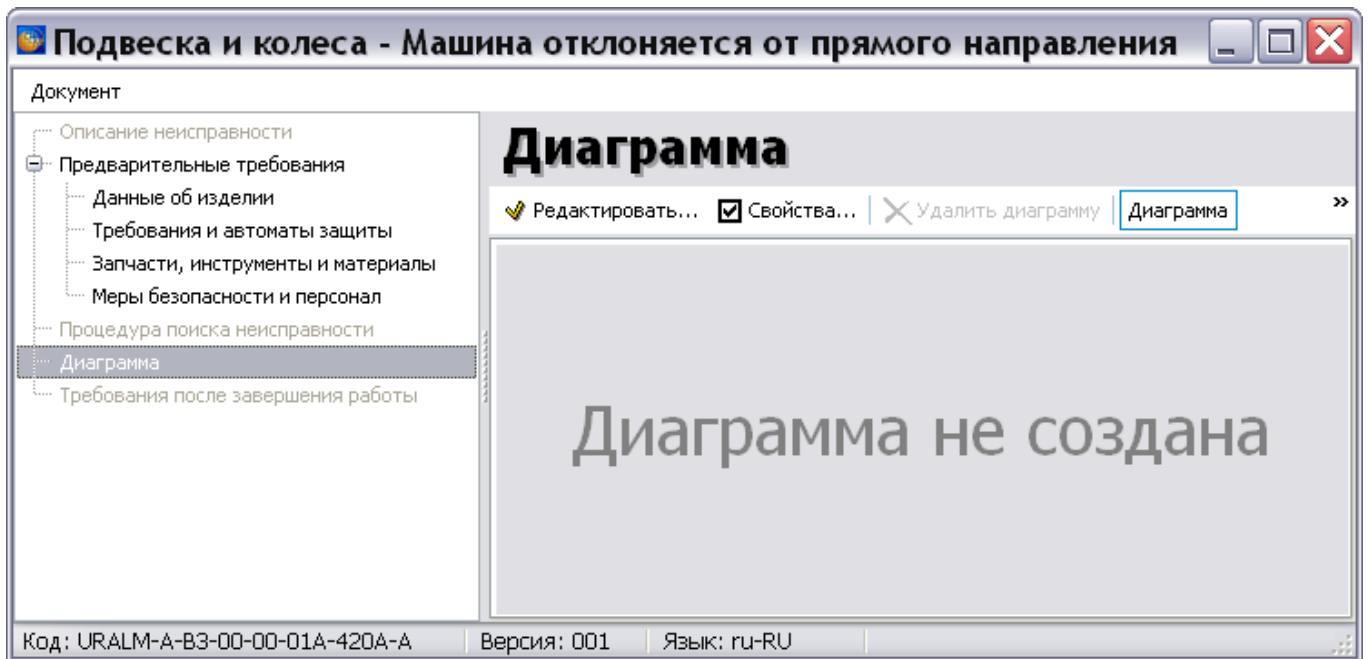 Подвеска и колеса - Машина отклоняется от прямого направления
Документ
Описание неисправности
Предварительные требования
Данные об изделии
Требования и автоматы защиты
Запчасти, инструменты и материалы
Меры безопасности и персонал
Процедура поиска неисправности
Диаграмма
Требования после завершения работы
Диаграмма
Редактировать... Свойства... Удалить диаграмму Диаграмма »
Диаграмма не создана
Код: URALM-A-B3-00-00-01A-420A-A Версия: 001 Язык: ru-RU